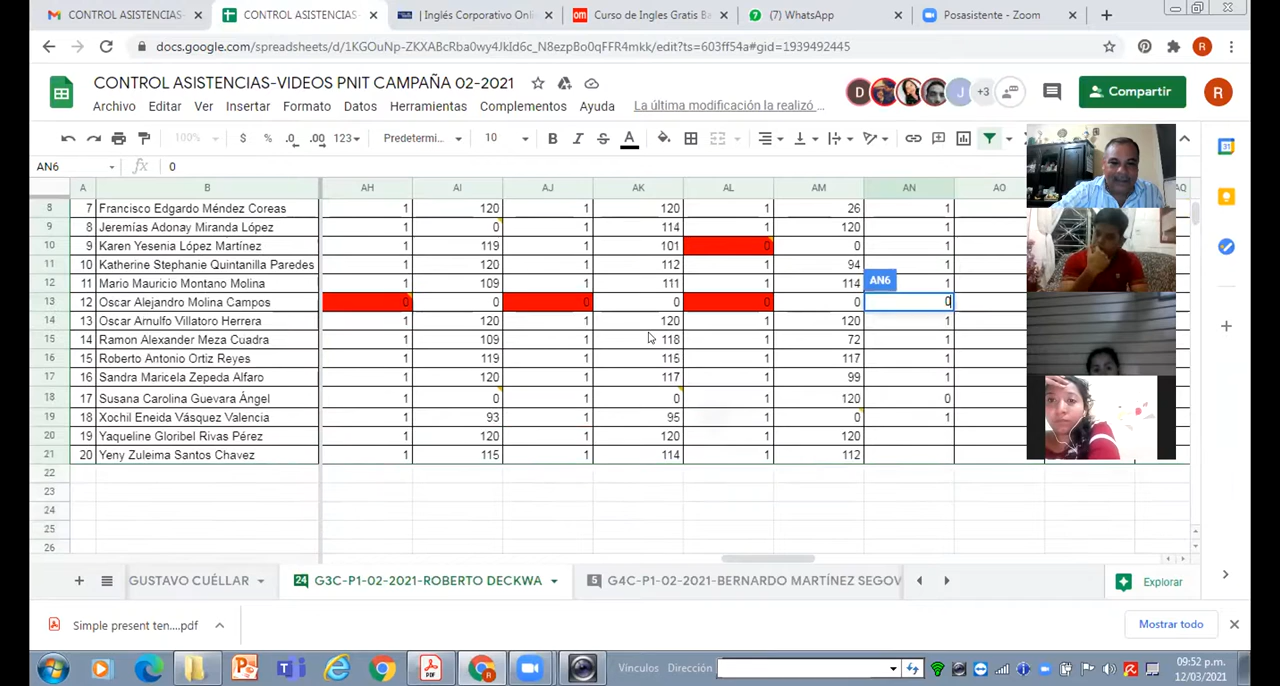 CONTROL ASISTENCIAS-
CONTROL ASISTENCIAS-
| Inglés Corporativo Onli
Curso de Ingles Gratis Ba
(7) WhatsApp
Posasistente - Zoom
docs.google.com/spreadsheets/d/1KGOuNp-ZKXABcRba0wy4JkId6c_N8ezpBo0qFFR4mkk/edit?ts=603ff54a#gid=1939492445
R
CONTROL ASISTENCIAS-VIDEOS PNIT CAMPAÑA 02-2021
D J +3 Compartir R
Archivo Editar Ver Insertar Formato Datos Herramientas Complementos Ayuda La última modificación la realizó ...
100% $ % .0 .00 123 Predetermi... 10 B I S A
AN6 fx 0
A B AH AI AJ AK AL AM AN AO AQ
8 7 Francisco Edgardo Méndez Coreas 1 120 1 120 1 26 1
9 8 Jeremías Adonay Miranda López 1 0 1 114 1 120 1
10 9 Karen Yesenia López Martínez 1 119 1 101 0 0 1
11 10 Katherine Stephanie Quintanilla Paredes 1 120 1 112 1 94 1
12 11 Mario Mauricio Montano Molina 1 109 1 111 1 114 1
AN6
13 12 Oscar Alejandro Molina Campos 0 0 0 0 0 0 0
14 13 Oscar Arnulfo Villatoro Herrera 1 120 1 120 1 120 1
15 14 Ramon Alexander Meza Cuadra 1 109 1 118 1 72 1
16 15 Roberto Antonio Ortiz Reyes 1 119 1 115 1 117 1
17 16 Sandra Maricela Zepeda Alfaro 1 120 1 117 1 99 1
18 17 Susana Carolina Guevara Ángel 1 0 1 0 1 120 0
19 18 Xochil Eneida Vásquez Valencia 1 93 1 95 1 0 1
20 19 Yaqueline Gloribel Rivas Pérez 1 120 1 120 1 120
21 20 Yeny Zuleima Santos Chavez 1 115 1 114 1 112
22
23
24
25
26
GUSTAVO CUÉLLAR 24 G3C-P1-02-2021-ROBERTO DECKWA 5 G4C-P1-02-2021-BERNARDO MARTÍNEZ SEGOV Explorar
Simple present ten....pdf Mostrar todo
Vínculos Dirección
09:52 p.m.
12/03/2021